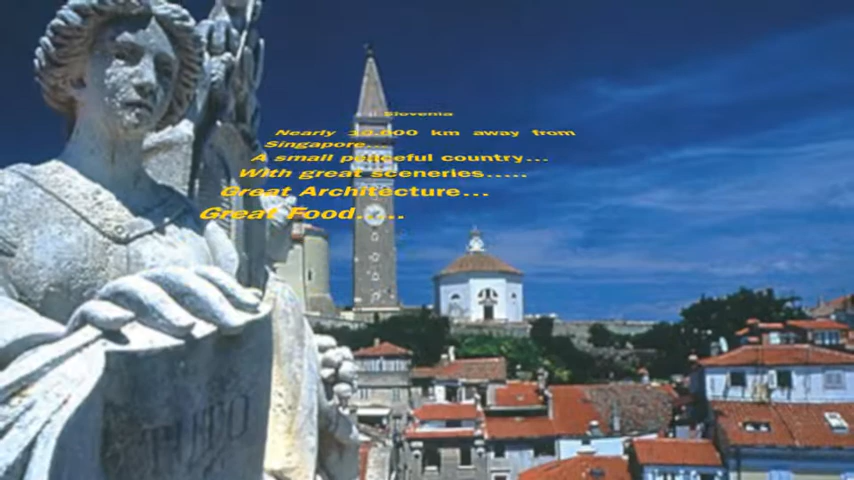 Slovenia
Nearly 10.000 km away from
Singapore....
A small peaceful country...
With great sceneries.....
Great Architecture...
Great Food.....